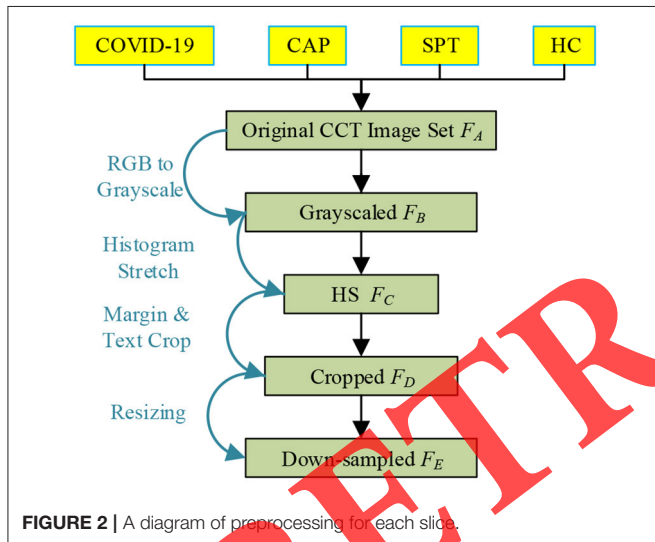 COVID-19 CAP SPT HC
Original CCT Image Set F_A
RGB to
Grayscale
Grayscaled F_B
Histogram
Stretch
HS F_C
Margin &
Text Crop
Cropped F_D
Resizing
Down-sampled F_E
FIGURE 2 | A diagram of preprocessing for each slice.
ETR